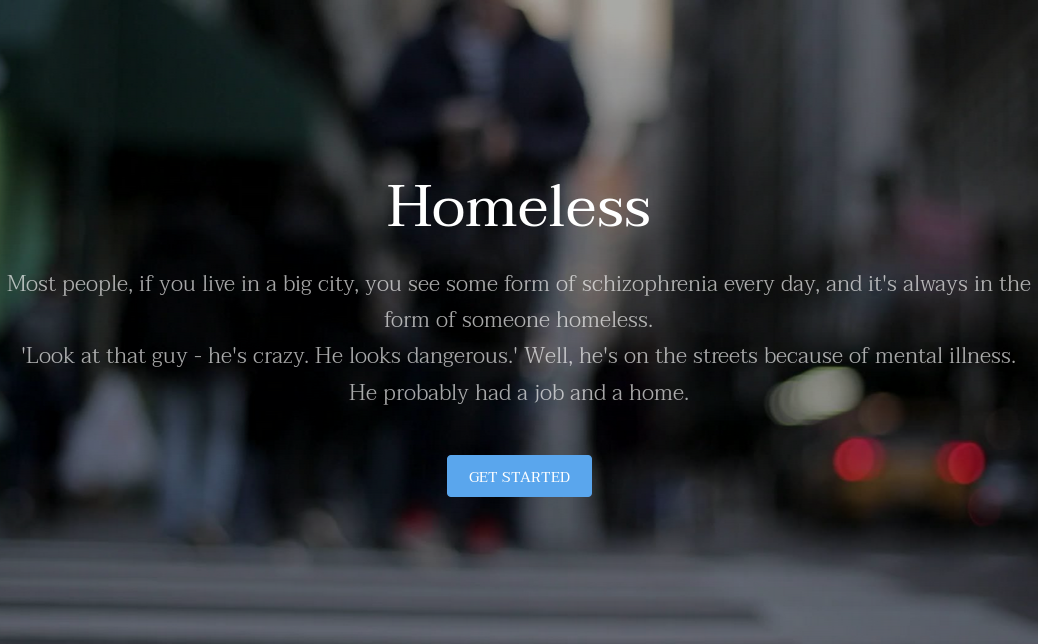 Homeless
Most people, if you live in a big city, you see some form of schizophrenia every day, and it's always in the
form of someone homeless.
'Look at that guy - he's crazy. He looks dangerous.' Well, he's on the streets because of mental illness.
He probably had a job and a home.
GET STARTED